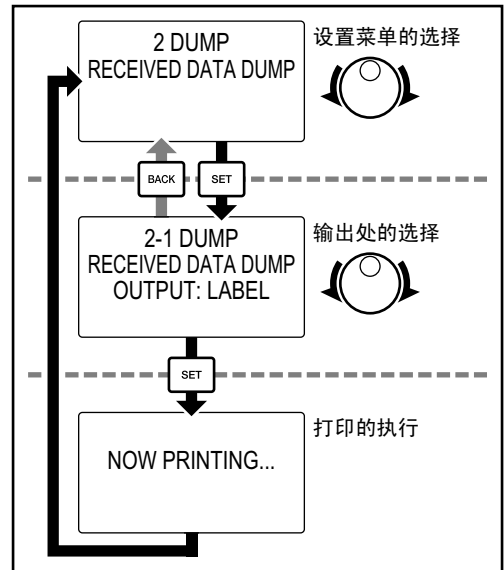 2 DUMP
RECEIVED DATA DUMP
设置菜单的选择
BACK
SET
2-1 DUMP
RECEIVED DATA DUMP
OUTPUT: LABEL
输出处的选择
SET
NOW PRINTING...
打印的执行